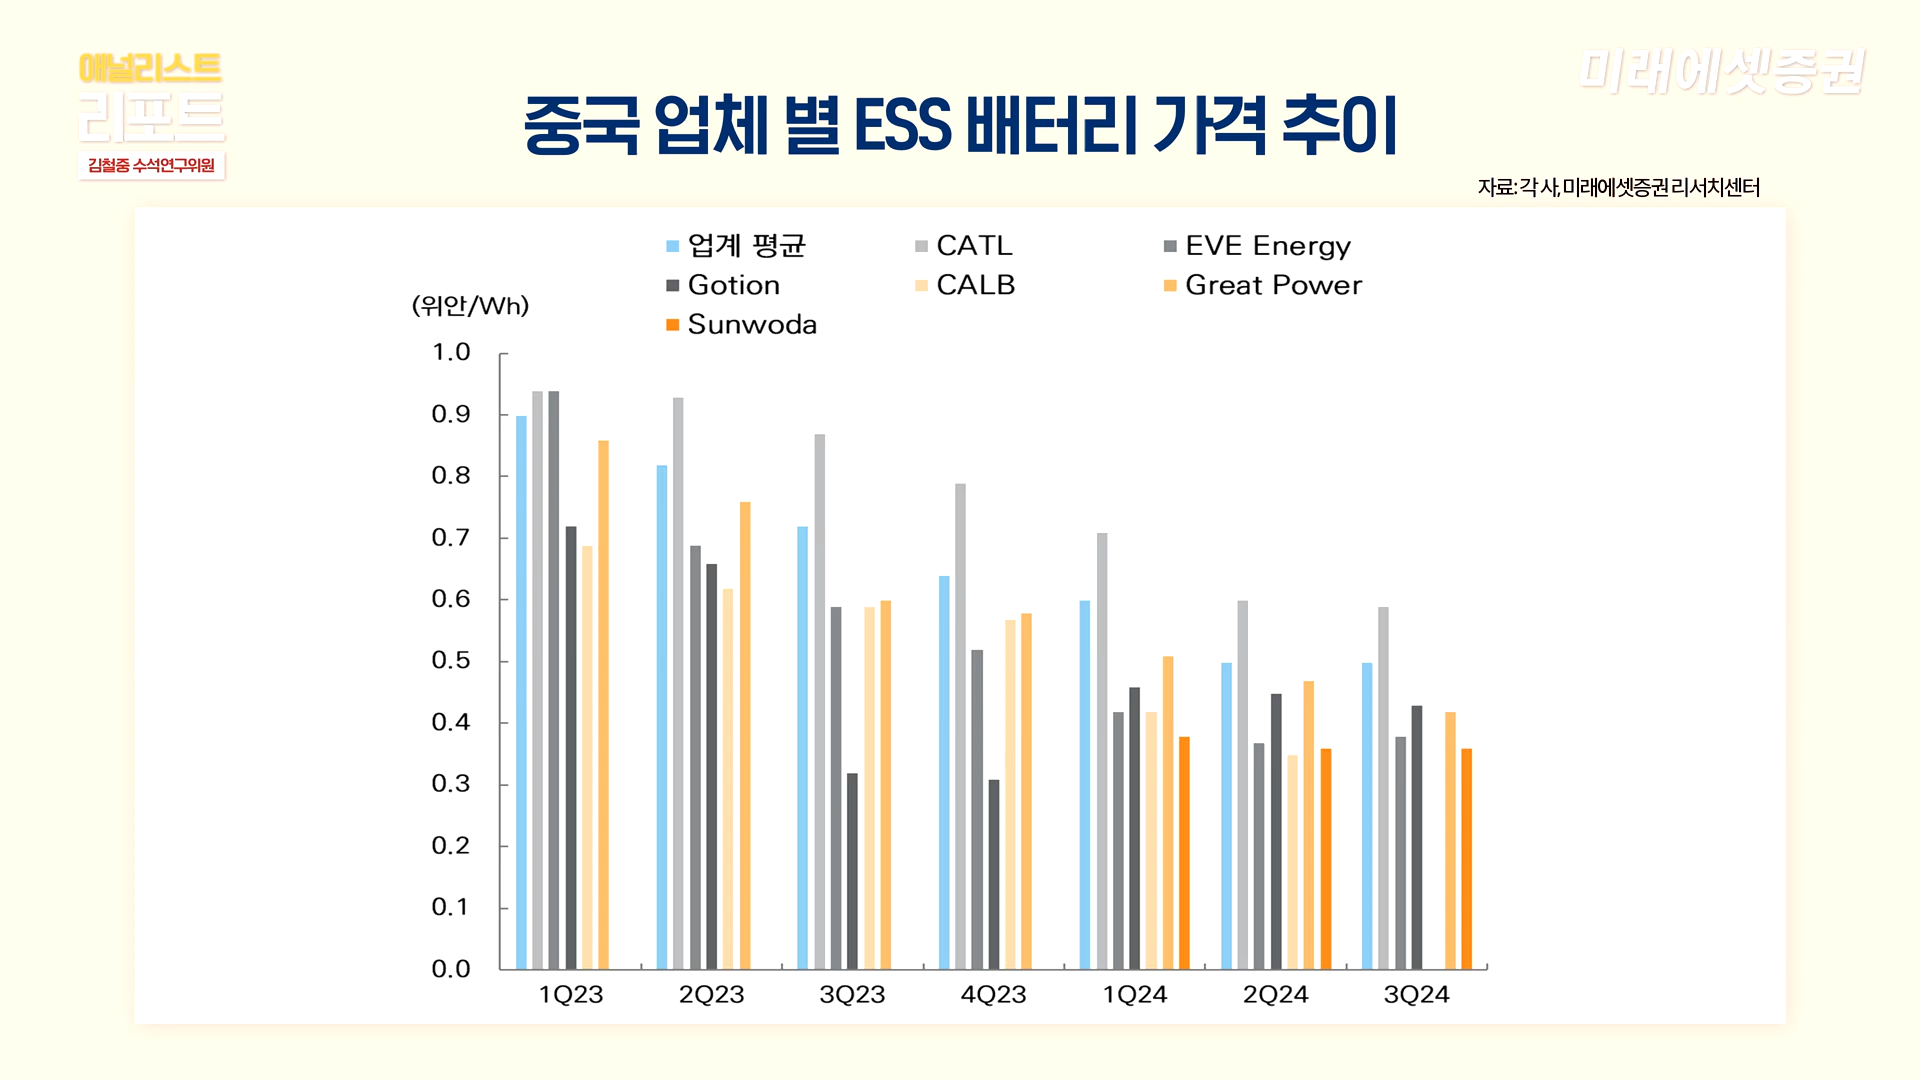 애널리스트
리포트
김철중 수석연구위원
미래에셋증권
중국 업체 별 ESS 배터리 가격 추이
자료: 각 사, 미래에셋증권 리서치센터
업계 평균 CATL EVE Energy
Gotion CALB Great Power
Sunwoda
(위안/Wh)
1.0
0.9
0.8
0.7
0.6
0.5
0.4
0.3
0.2
0.1
0.0
1Q23 2Q23 3Q23 4Q23 1Q24 2Q24 3Q24